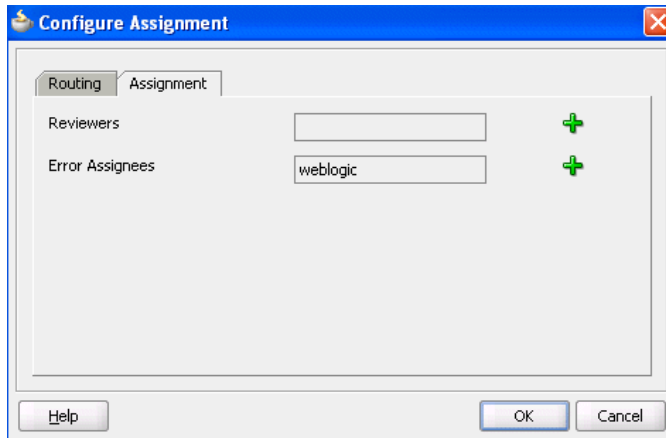 Configure Assignment
Routing Assignment
Reviewers
Error Assignees weblogic
Help OK Cancel